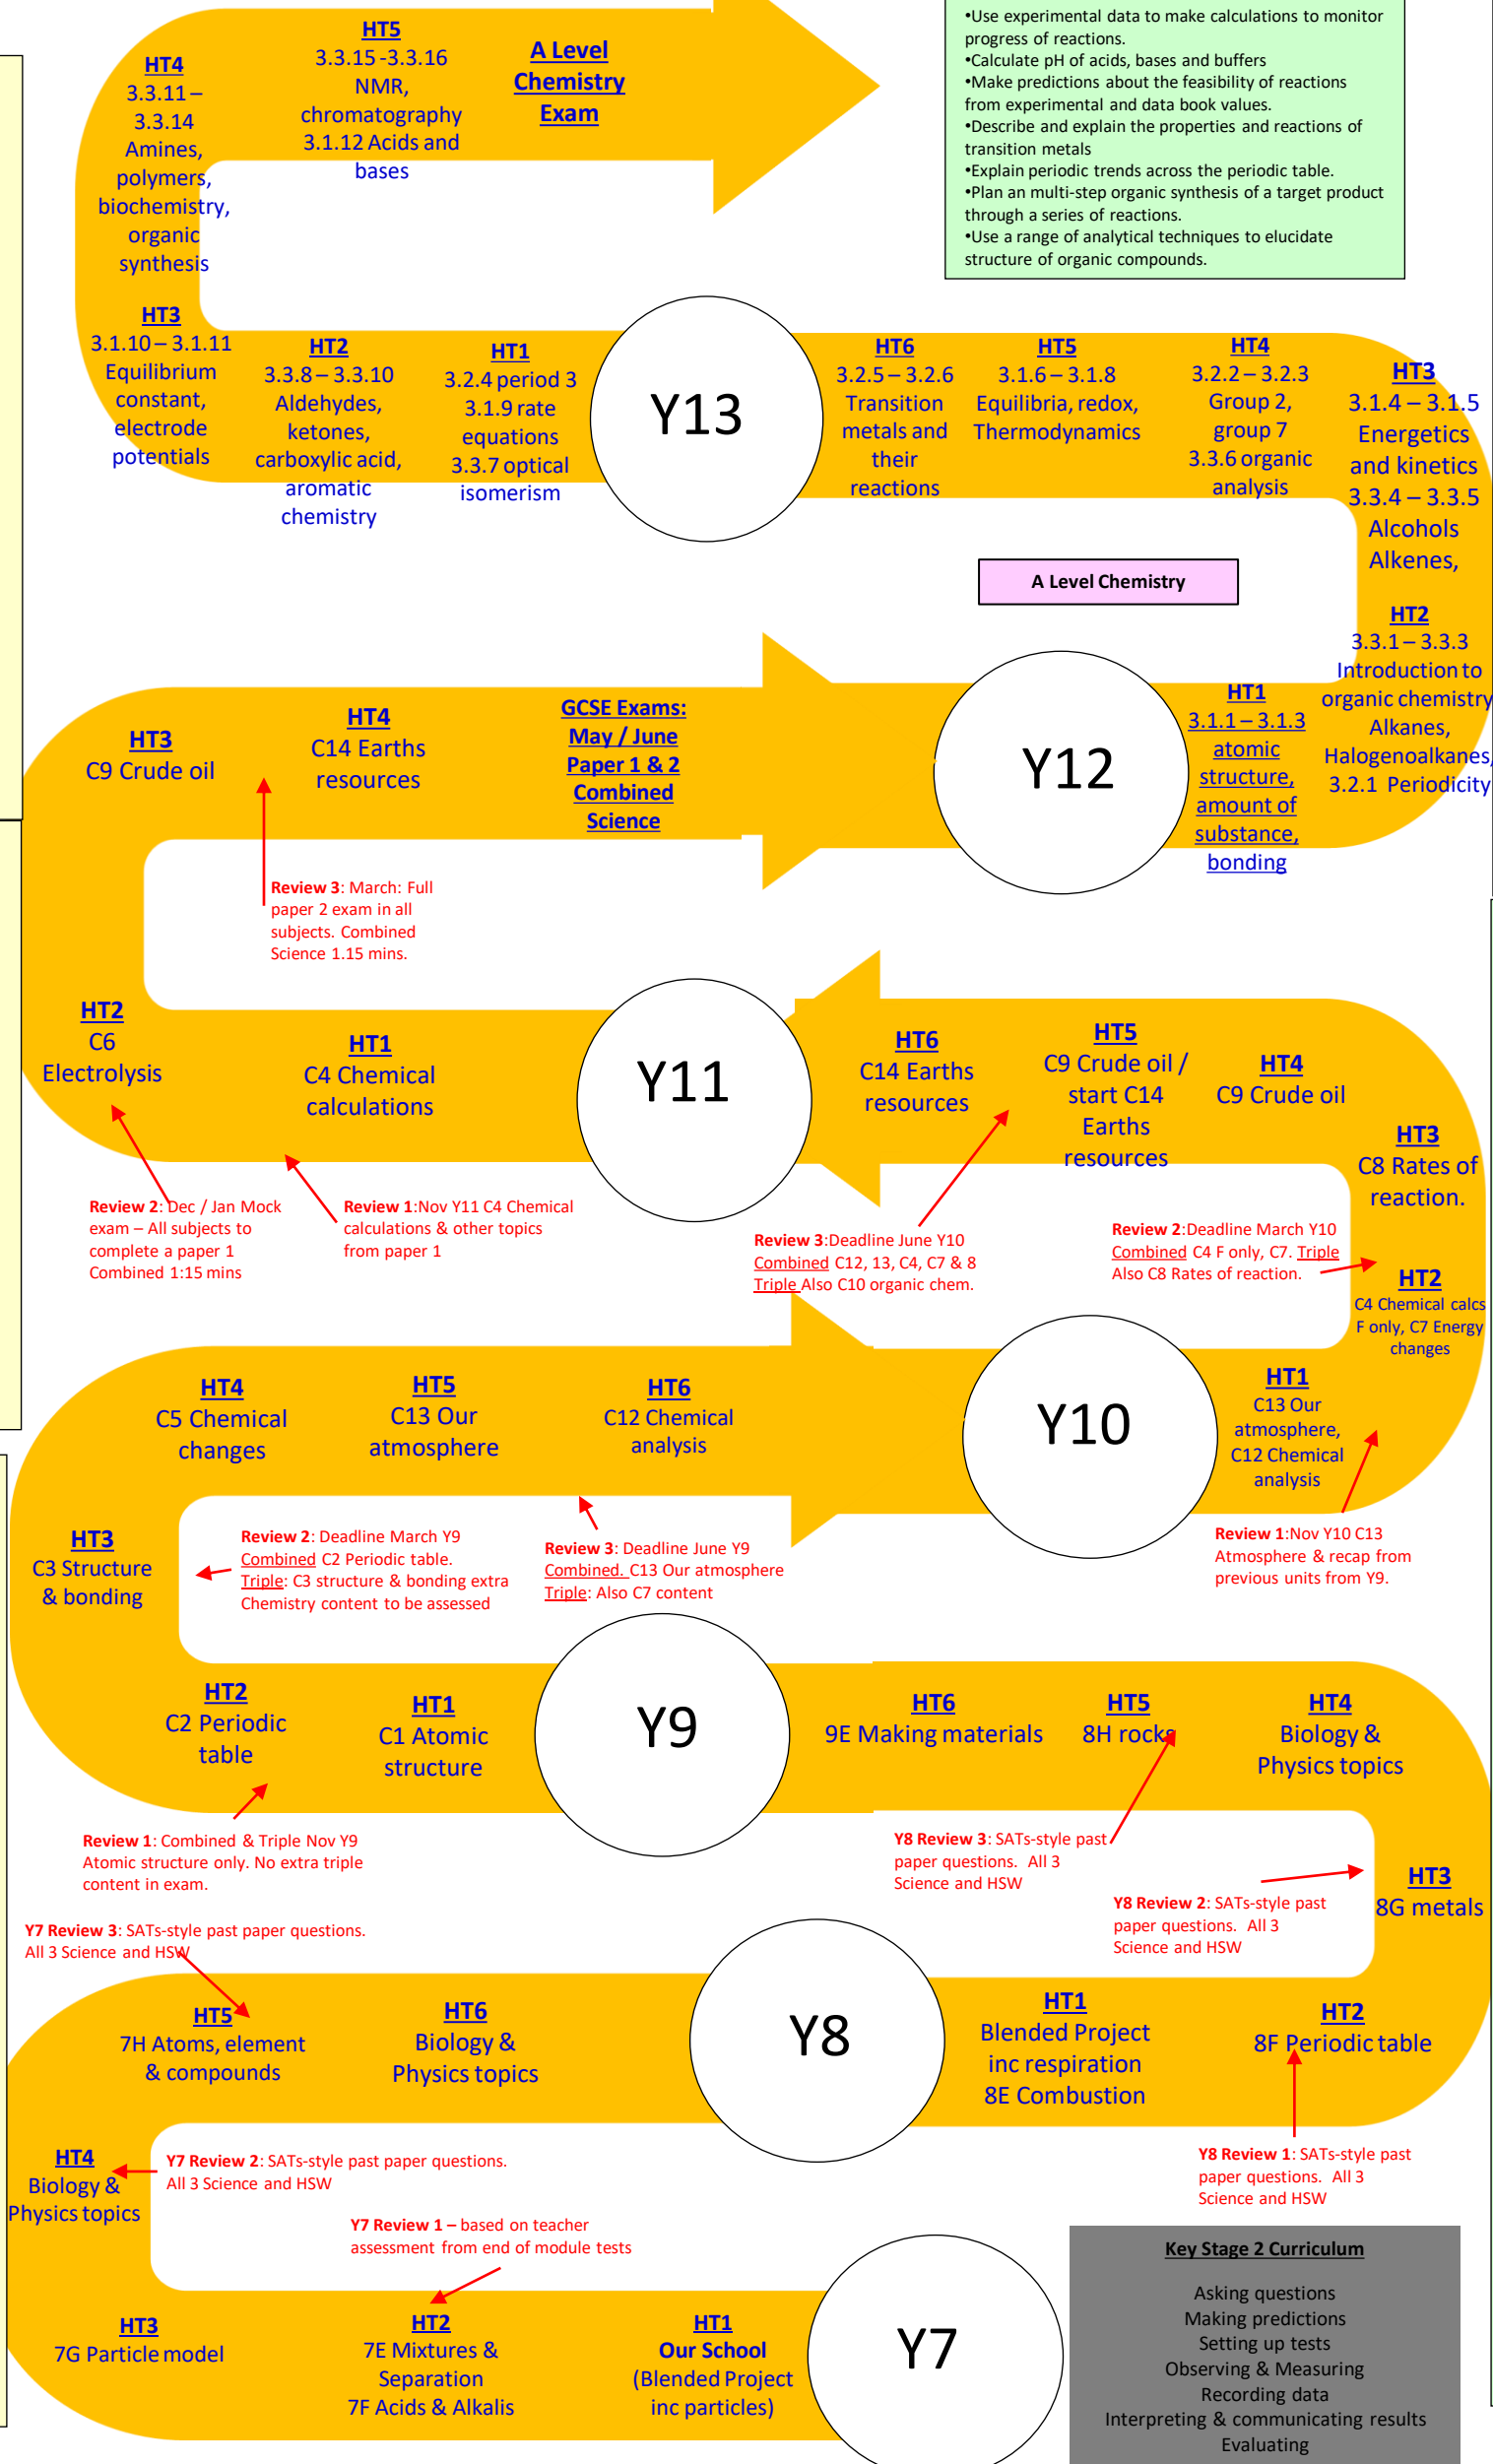 •Use experimental data to make calculations to monitor
progress of reactions.
•Calculate pH of acids, bases and buffers
•Make predictions about the feasibility of reactions
from experimental and data book values.
•Describe and explain the properties and reactions of
transition metals
•Explain periodic trends across the periodic table.
•Plan an multi-step organic synthesis of a target product
through a series of reactions.
•Use a range of analytical techniques to elucidate
structure of organic compounds.
HT4
3.3.11 –
3.3.14
Amines,
polymers,
biochemistry,
organic
synthesis
HT5
3.3.15 -3.3.16
NMR,
chromatography
3.1.12 Acids and
bases
A Level
Chemistry
Exam
HT3
3.1.10 – 3.1.11
Equilibrium
constant,
electrode
potentials
HT2
3.3.8 – 3.3.10
Aldehydes,
ketones,
carboxylic acid,
aromatic
chemistry
HT1
3.2.4 period 3
3.1.9 rate
equations
3.3.7 optical
isomerism
Y13
HT6
3.2.5 – 3.2.6
Transition
metals and
their
reactions
HT5
3.1.6 – 3.1.8
Equilibria, redox,
Thermodynamics
HT4
3.2.2 – 3.2.3
Group 2,
group 7
3.3.6 organic
analysis
HT3
3.1.4 – 3.1.5
Energetics
and kinetics
3.3.4 – 3.3.5
Alcohols
Alkenes,
A Level Chemistry
HT2
3.3.1 – 3.3.3
Introduction to
organic chemistry
Alkanes,
Halogenoalkanes,
3.2.1 Periodicity
HT3
C9 Crude oil
HT4
C14 Earths
resources
GCSE Exams:
May / June
Paper 1 & 2
Combined
Science
Y12
HT1
3.1.1 – 3.1.3
atomic
structure,
amount of
substance,
bonding
Review 3: March: Full
paper 2 exam in all
subjects. Combined
Science 1.15 mins.
HT2
C6
Electrolysis
HT1
C4 Chemical
calculations
Y11
HT6
C14 Earths
resources
HT5
C9 Crude oil /
start C14
Earths
resources
HT4
C9 Crude oil
HT3
C8 Rates of
reaction.
Review 2: Dec / Jan Mock
exam – All subjects to
complete a paper 1
Combined 1:15 mins
Review 1:Nov Y11 C4 Chemical
calculations & other topics
from paper 1
Review 3:Deadline June Y10
Combined C12, 13, C4, C7 & 8
Triple Also C10 organic chem.
Review 2:Deadline March Y10
Combined C4 F only, C7. Triple
Also C8 Rates of reaction.
HT2
C4 Chemical calcs
F only, C7 Energy
changes
HT4
C5 Chemical
changes
HT5
C13 Our
atmosphere
HT6
C12 Chemical
analysis
Y10
HT1
C13 Our
atmosphere,
C12 Chemical
analysis
HT3
C3 Structure
& bonding
Review 2: Deadline March Y9
Combined C2 Periodic table.
Triple: C3 structure & bonding extra
Chemistry content to be assessed
Review 3: Deadline June Y9
Combined. C13 Our atmosphere
Triple: Also C7 content
Review 1:Nov Y10 C13
Atmosphere & recap from
previous units from Y9.
HT2
C2 Periodic
table
HT1
C1 Atomic
structure
Y9
HT6
9E Making materials
HT5
8H rocks
HT4
Biology &
Physics topics
Review 1: Combined & Triple Nov Y9
Atomic structure only. No extra triple
content in exam.
Y8 Review 3: SATs-style past
paper questions. All 3
Science and HSW
Y8 Review 2: SATs-style past
paper questions. All 3
Science and HSW
HT3
8G metals
Y7 Review 3: SATs-style past paper questions.
All 3 Science and HSW
HT5
7H Atoms, element
& compounds
HT6
Biology &
Physics topics
Y8
HT1
Blended Project
inc respiration
8E Combustion
HT2
8F Periodic table
HT4
Biology &
Physics topics
Y7 Review 2: SATs-style past paper questions.
All 3 Science and HSW
Y8 Review 1: SATs-style past
paper questions. All 3
Science and HSW
Y7 Review 1 – based on teacher
assessment from end of module tests
HT3
7G Particle model
HT2
7E Mixtures &
Separation
7F Acids & Alkalis
HT1
Our School
(Blended Project
inc particles)
Y7
Key Stage 2 Curriculum
Asking questions
Making predictions
Setting up tests
Observing & Measuring
Recording data
Interpreting & communicating results
Evaluating